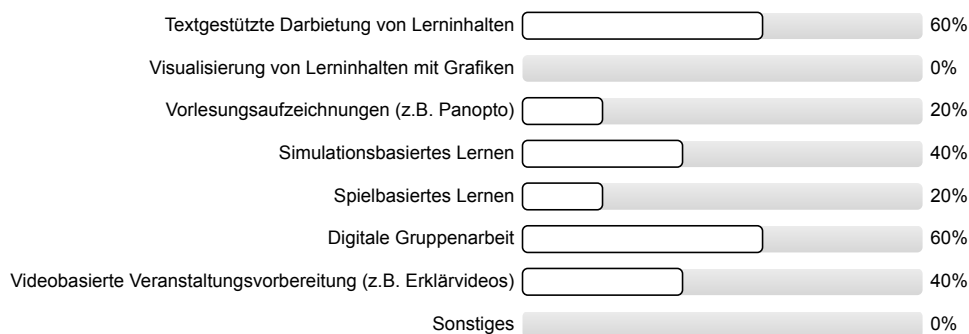 Textgestützte Darbietung von Lerninhalten 60%
Visualisierung von Lerninhalten mit Grafiken 0%
Vorlesungsaufzeichnungen (z.B. Panopto) 20%
Simulationsbasiertes Lernen 40%
Spielbasiertes Lernen 20%
Digitale Gruppenarbeit 60%
Videobasierte Veranstaltungsvorbereitung (z.B. Erklärvideos) 40%
Sonstiges 0%